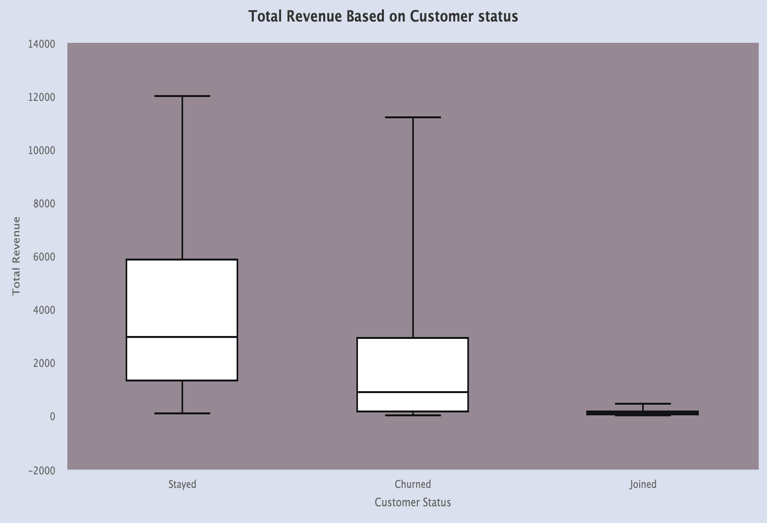 Total Revenue Based on Customer status
14000
12000
10000
8000
6000
4000
2000
0
-2000
Total Revenue
Stayed
Churned
Joined
Customer Status